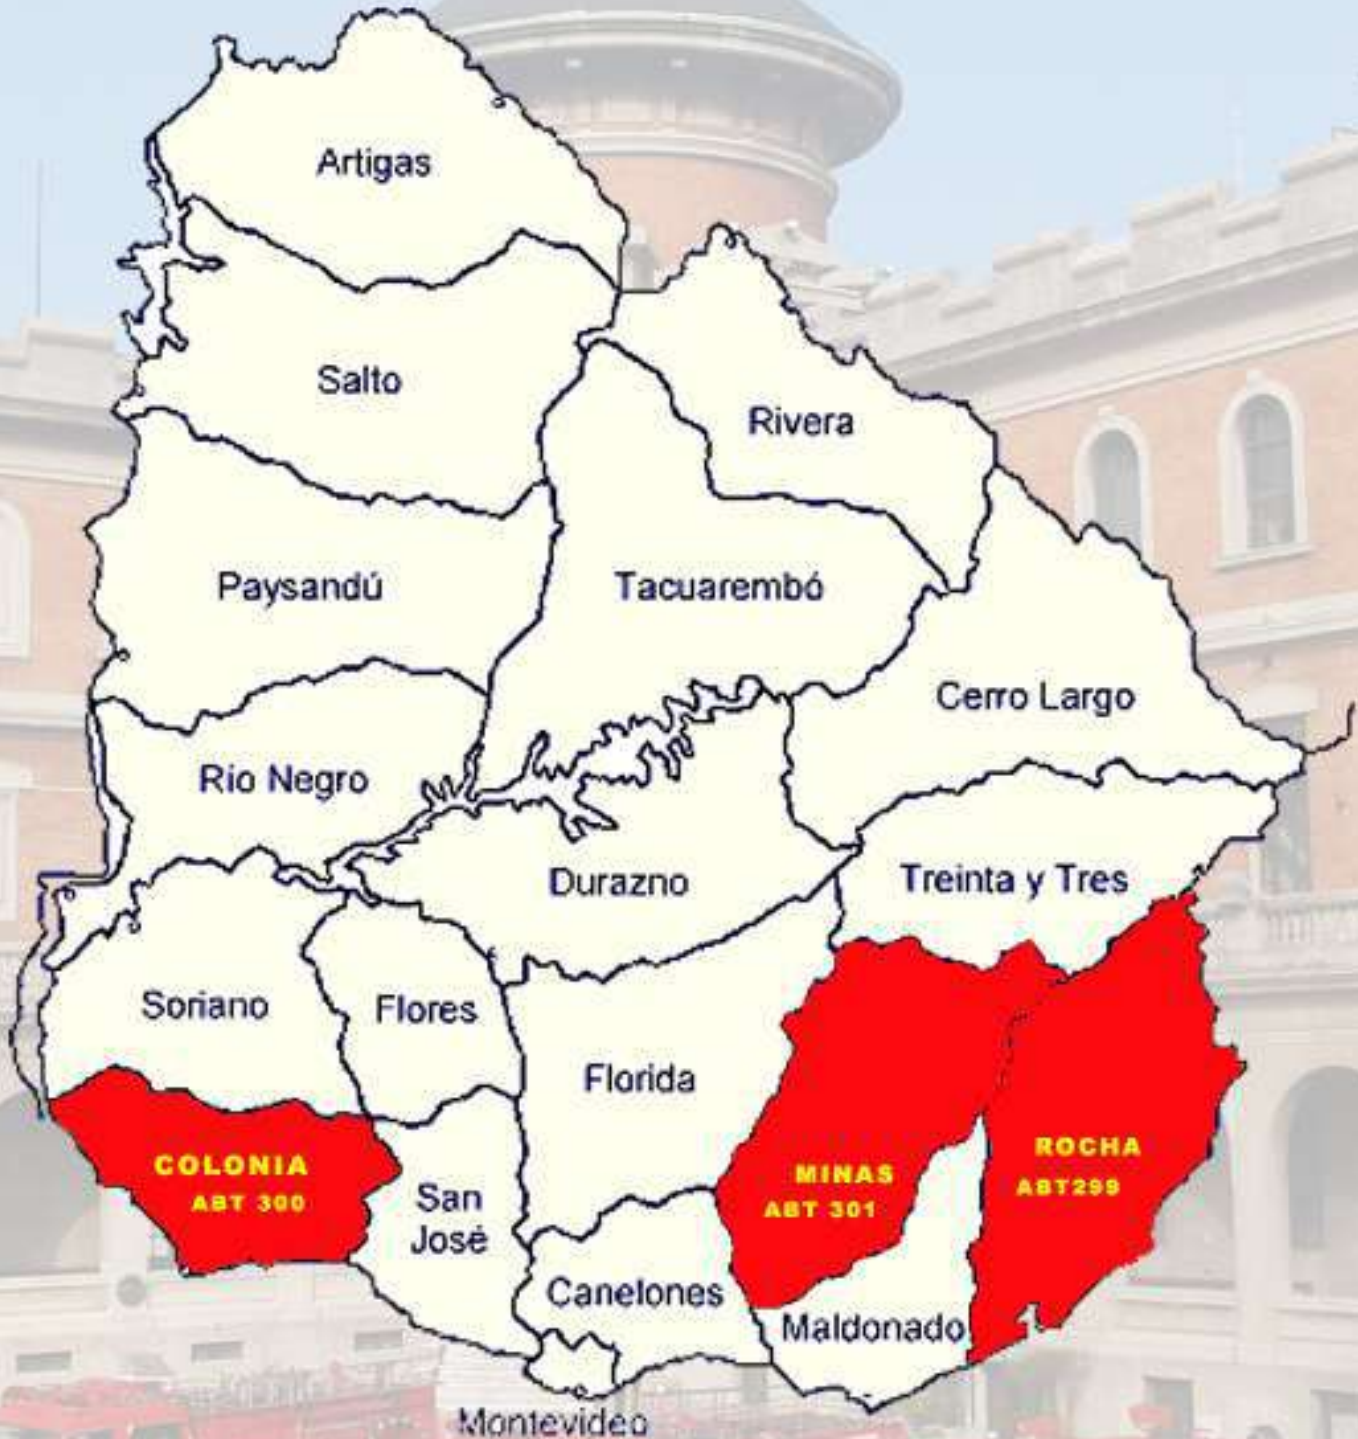 Artigas
Salto
Rivera
Paysandú
Tacuarembó
Cerro Largo
Rio Negro
Durazno
Treinta y Tres
Soriano
Flores
Florida
COLONIA
ABT 300
San
José
MINAS
ABT 301
ROCHA
ABT299
Canelones
Maldonado
Montevideo